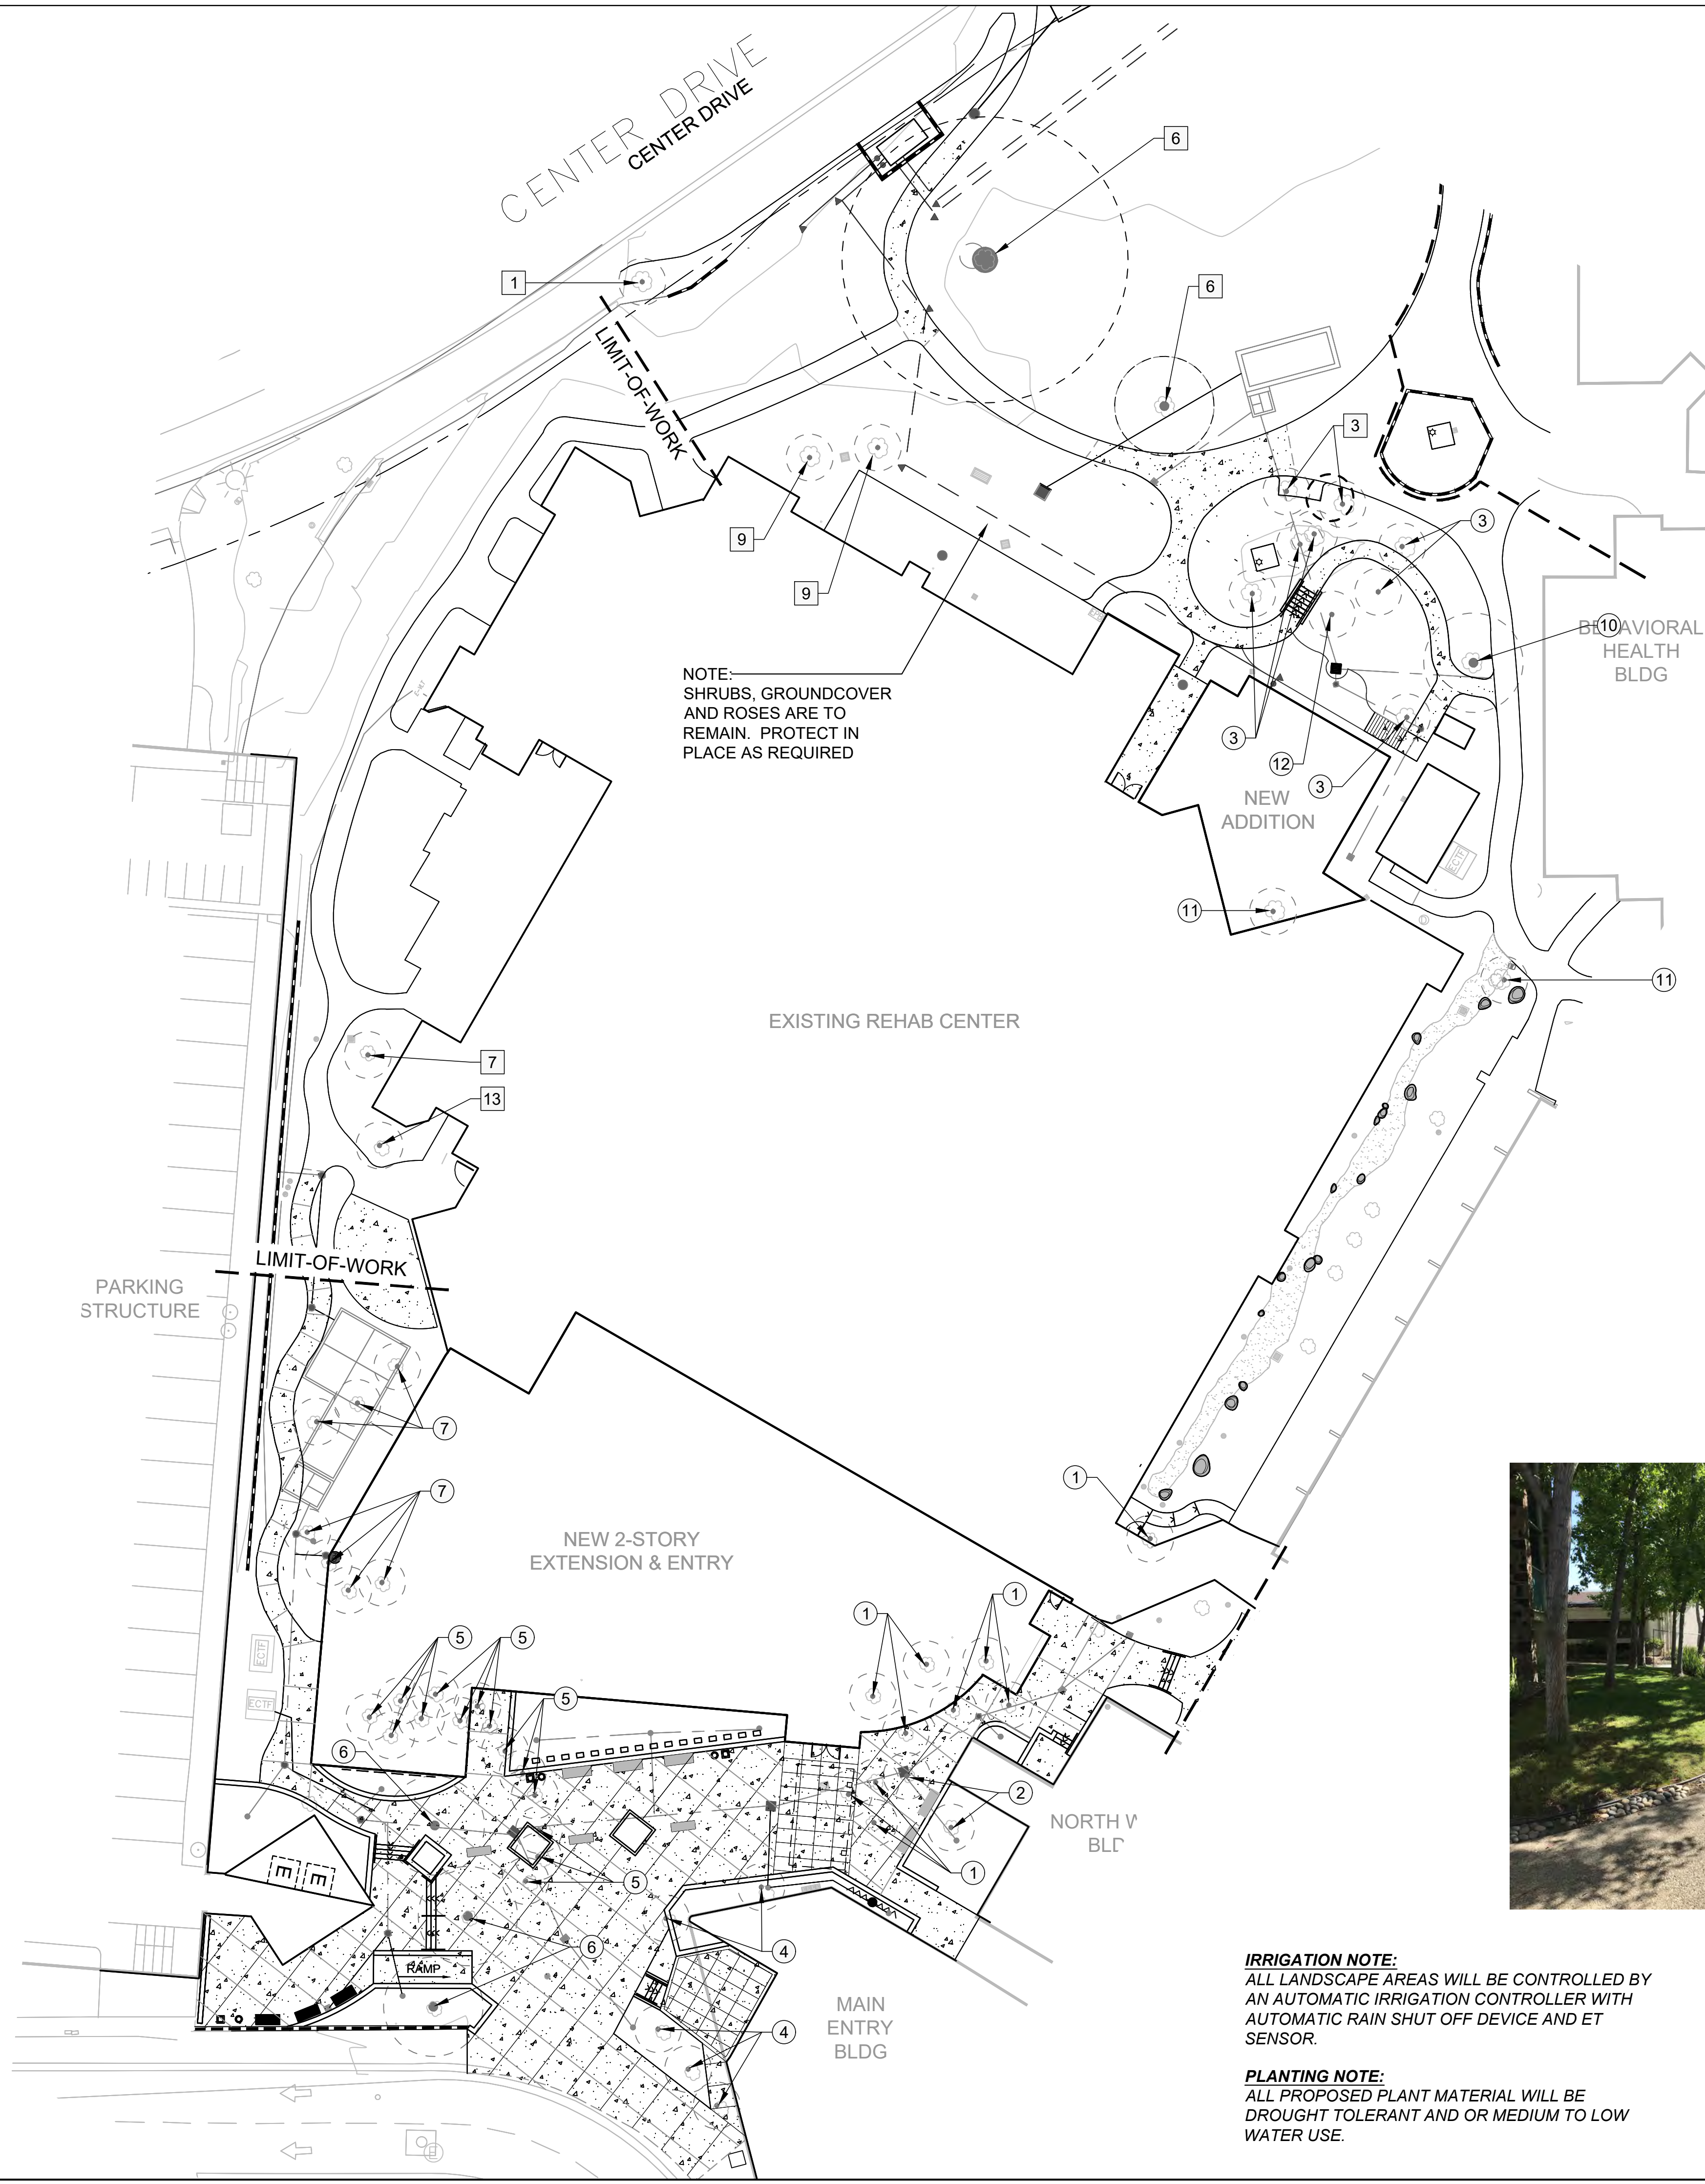 CENTER DRIVE
CENTER DRIVE
6
1
6
LIMIT-OF-WORK
3
3
9
9
10
BEHAVIORAL
HEALTH
BLDG
NOTE:
SHRUBS, GROUNDCOVER
AND ROSES ARE TO
REMAIN. PROTECT IN
PLACE AS REQUIRED
3
12
3
NEW
ADDITION
ECTF
11
11
EXISTING REHAB CENTER
7
13
LIMIT-OF-WORK
PARKING
STRUCTURE
7
7
1
NEW 2-STORY
EXTENSION & ENTRY
1
1
5
5
ECTF
ECTF
5
6
2
NORTH W
BLD
1
5
E
E
6
4
RAMP
4
MAIN
ENTRY
BLDG
IRRIGATION NOTE:
ALL LANDSCAPE AREAS WILL BE CONTROLLED BY
AN AUTOMATIC IRRIGATION CONTROLLER WITH
AUTOMATIC RAIN SHUT OFF DEVICE AND ET
SENSOR.
PLANTING NOTE:
ALL PROPOSED PLANT MATERIAL WILL BE
DROUGHT TOLERANT AND OR MEDIUM TO LOW
WATER USE.